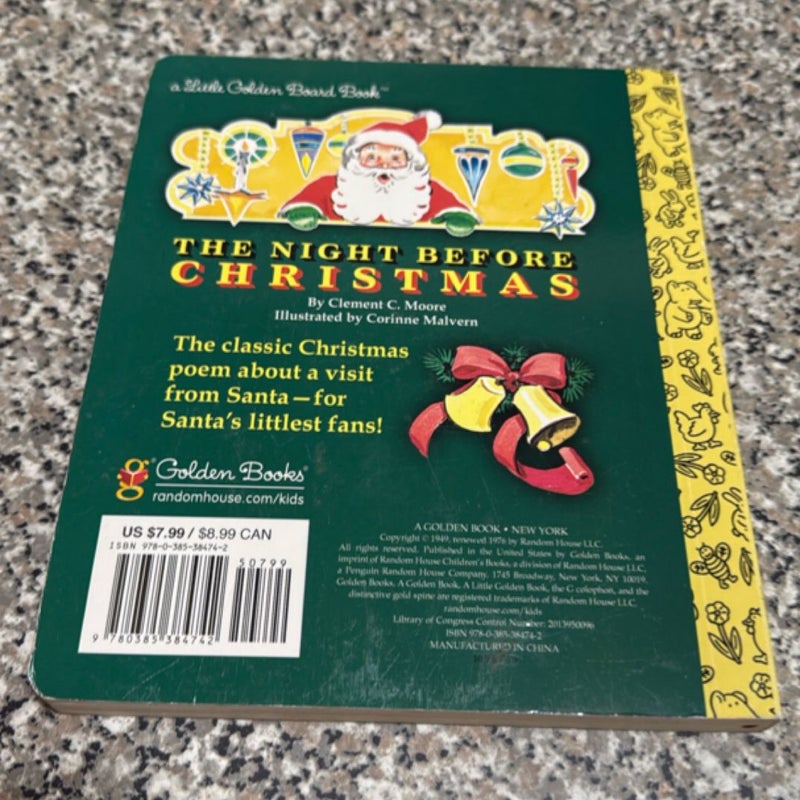 a Little Golden Board Book™
THE NIGHT BEFORE
CHRISTMAS
By Clement C. Moore
Illustrated by Corinne Malvern
The classic Christmas
poem about a visit
from Santa—for
Santa's littlest fans!
Golden Books®
randomhouse.com/kids
US $7.99 / $8.99 CAN
ISBN 978-0-385-38474-2
50799
9 780385 384742
A GOLDEN BOOK • NEW YORK
Copyright © 1949, renewed 1976 by Random House LLC.
All rights reserved. Published in the United States by Golden Books, an
imprint of Random House Children's Books, a division of Random House LLC,
a Penguin Random House Company, 1745 Broadway, New York, NY 10019.
Golden Books, A Golden Book, A Little Golden Book, the G colophon, and the
distinctive gold spine are registered trademarks of Random House LLC.
randomhouse.com/kids
Library of Congress Control Number: 2013950096
ISBN 978-0-385-38474-2
MANUFACTURED IN CHINA